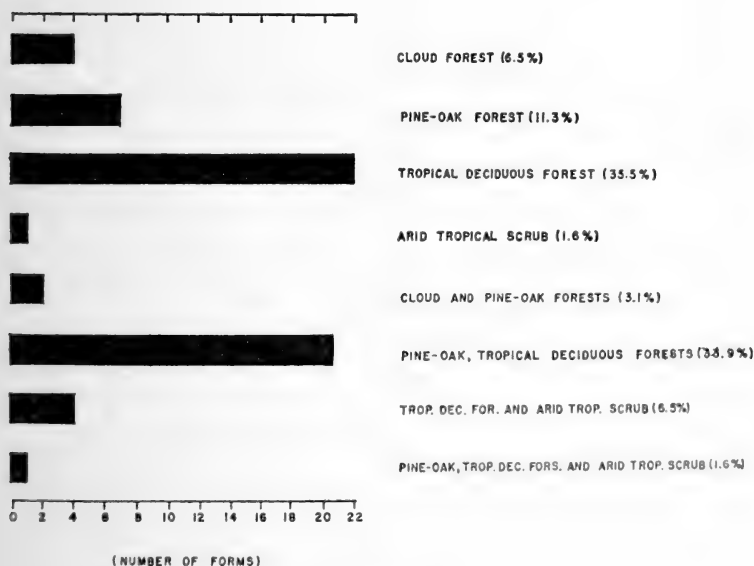 CLOUD FOREST (6.5%)
PINE-OAK FOREST (11.3%)
TROPICAL DECIDUOUS FOREST (35.5%)
ARID TROPICAL SCRUB (1.6%)
CLOUD AND PINE-OAK FORESTS (3.1%)
PINE-OAK, TROPICAL DECIDUOUS FORESTS (33.9%)
TROP. DEC. FOR. AND ARID TROP. SCRUB (6.5%)
PINE-OAK, TROP. DEC. FORS. AND ARID TROP. SCRUB (1.6%)
0 2 4 6 8 10 12 14 16 18 20 22
(NUMBER OF FORMS)